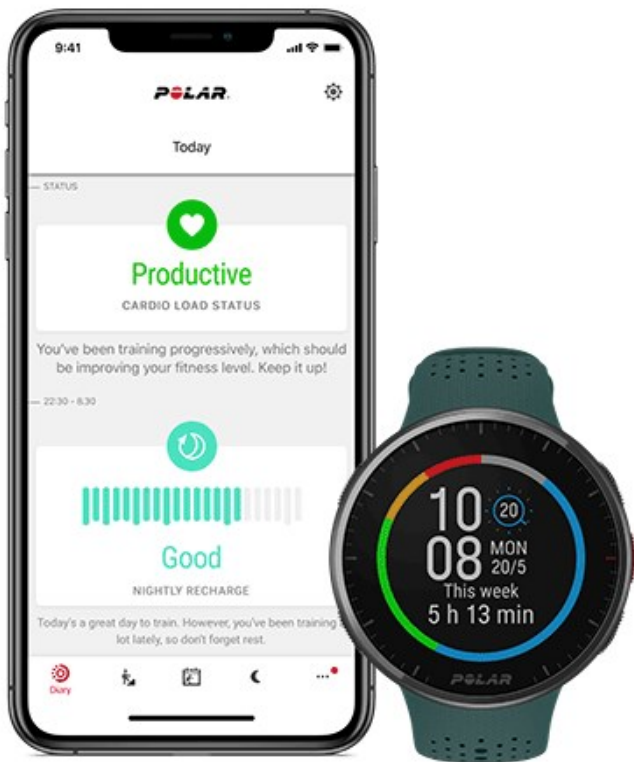 9:41
POLAR
Today
STATUS
Productive
CARDIO LOAD STATUS
You've been training progressively, which should
be improving your fitness level. Keep it up!
22:30 - 8.30
Good
NIGHTLY RECHARGE
Today's a great day to train. However, you've been training
lot lately, so don't forget rest.
Diary
10
20
08
MON
20/5
This week
5 h 13 min
POLAR